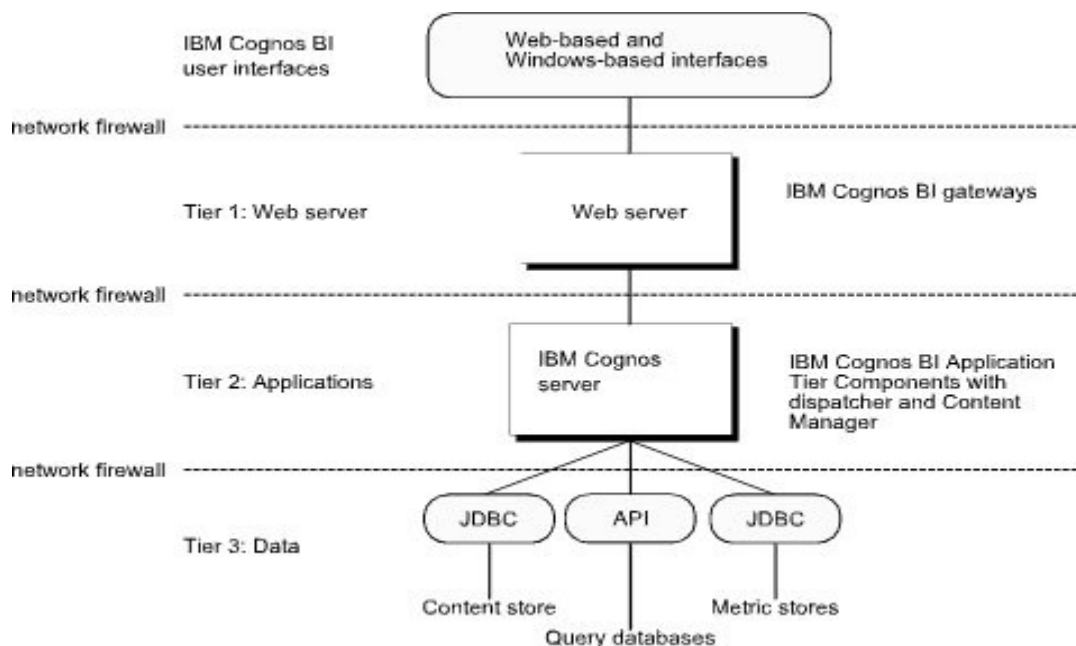 IBM Cognos BI
user interfaces
Web-based and
Windows-based interfaces
network firewall
Tier 1: Web server
Web server
IBM Cognos BI gateways
network firewall
Tier 2: Applications
IBM Cognos
server
IBM Cognos BI Application
Tier Components with
dispatcher and Content
Manager
network firewall
Tier 3: Data
JDBC
API
JDBC
Content store
Query databases
Metric stores